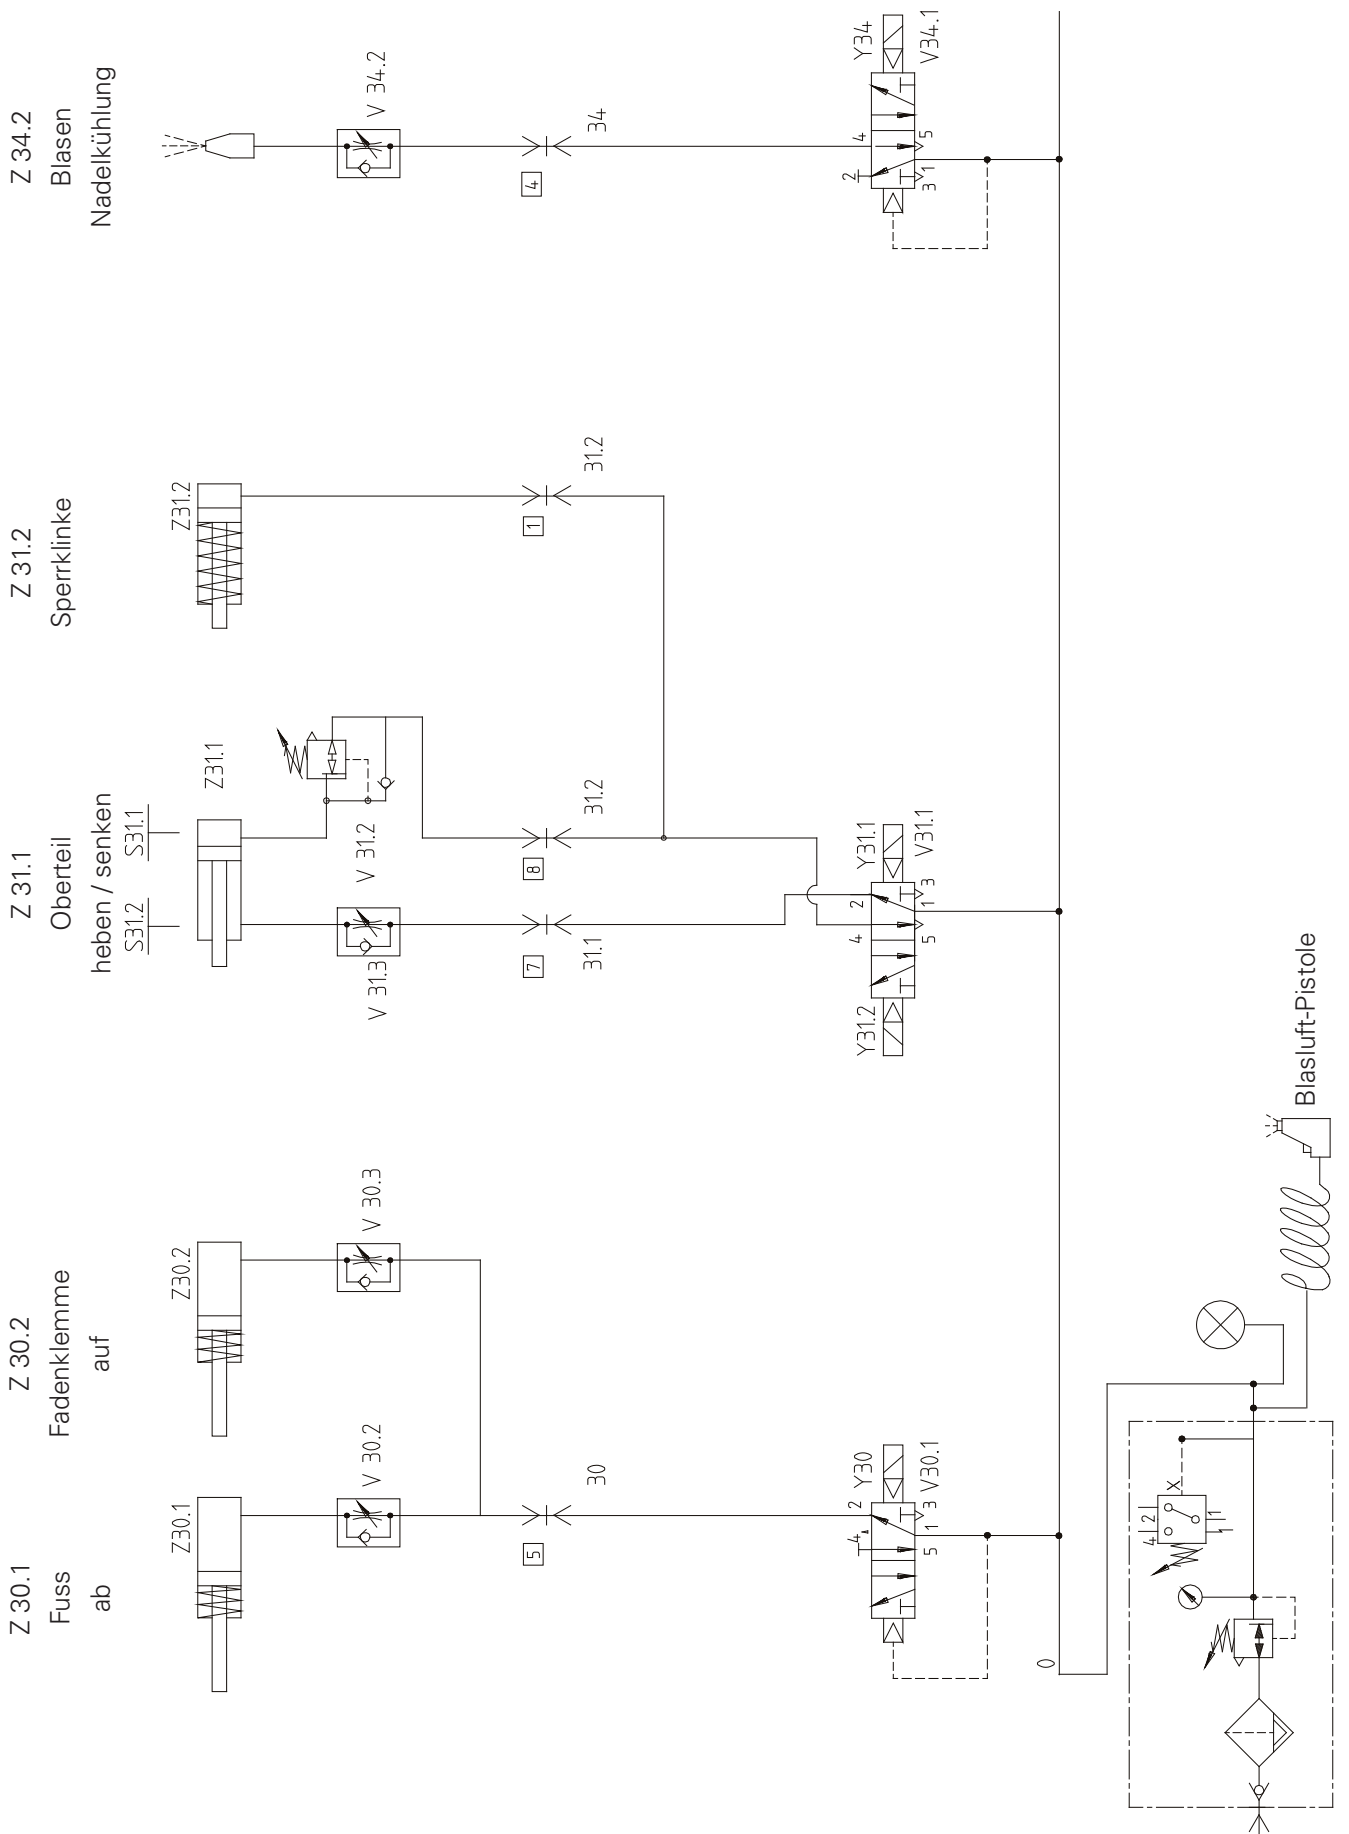 Z 30.1
Fuss
ab
Z 30.2
Fadenklemme
auf
Z 31.1
Oberteil
heben / senken
Z 31.2
Sperrklinke
Z 34.2
Blasen
Nadelkühlung
Z30.1
Z30.2
S31.2
S31.1
Z31.1
Z31.2
V 30.2
V 30.3
V 31.3
V 31.2
V 34.2
5
30
7
31.1
8
31.2
1
31.2
4
34
4
2
Y30
5
1
3
V30.1
Y31.2
4
2
Y31.1
5
1
3
V31.1
2
4
Y34
3
1
5
V34.1
0
4
2
X
1
1
Blasluft-Pistole